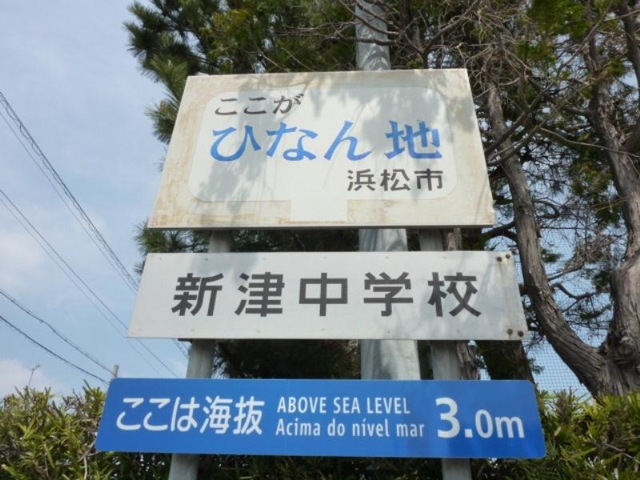 ここが
ひなん地
浜松市
新津中学校
ここは海抜 ABOVE SEA LEVEL 3.0m
Acima do nível mar